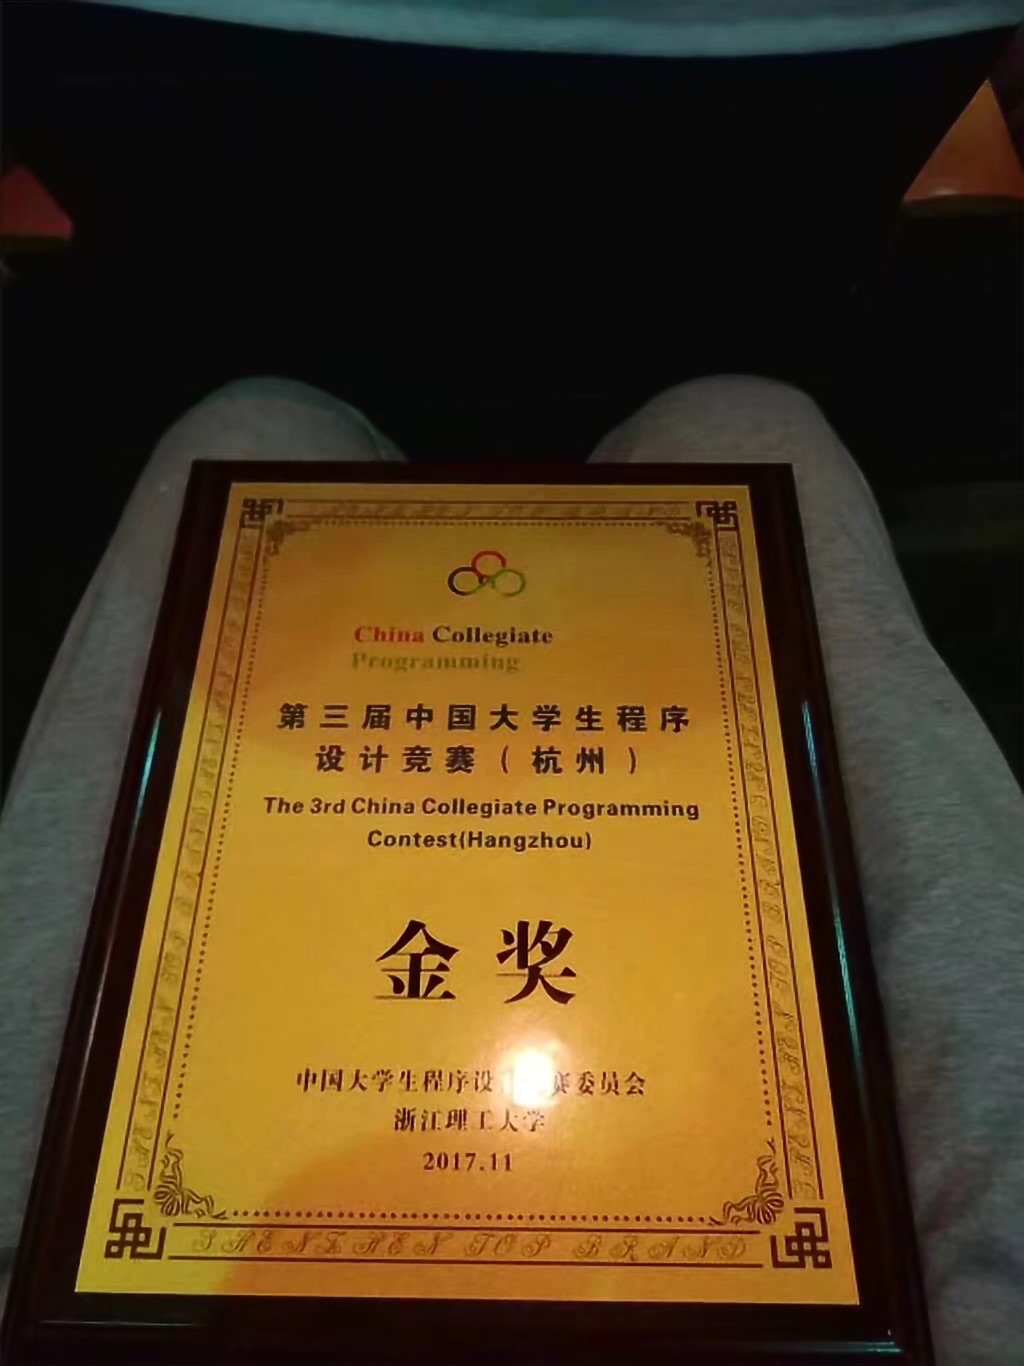 China Collegiate
Programming
第三届中国大学生程序
设计竞赛（杭州）
The 3rd China Collegiate Programming
Contest(Hangzhou)
金奖
中国大学生程序设 赛委员会
浙江理工大学
2017.11
SHENZHEN TOP BRAND